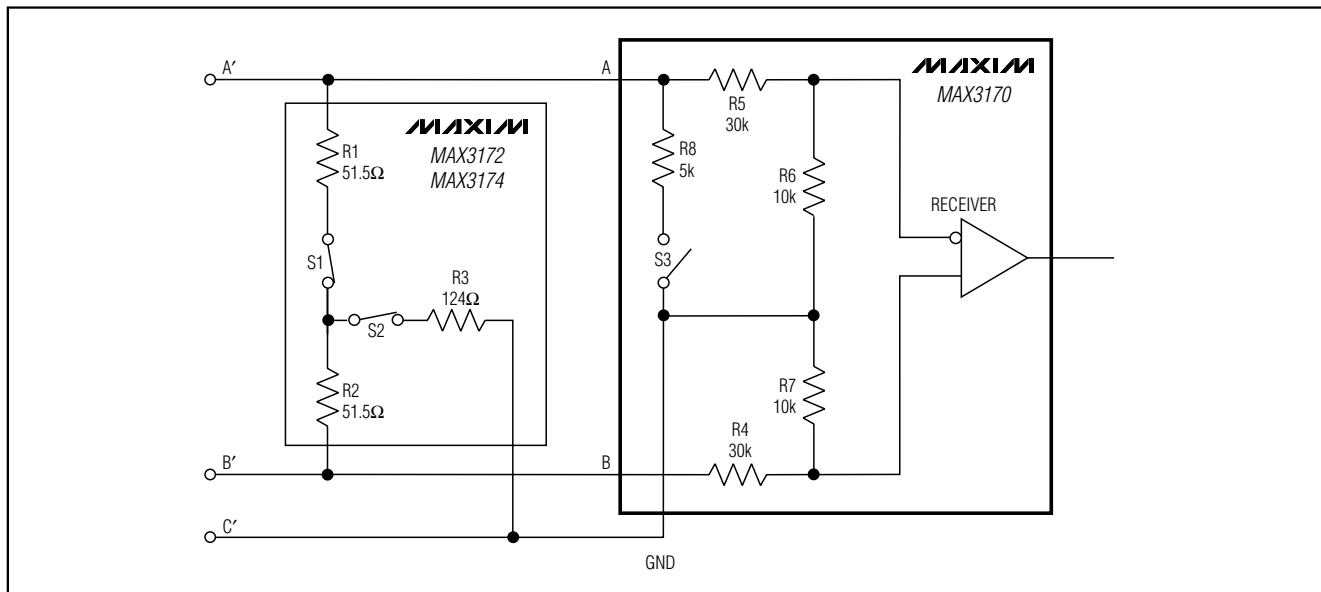 A′
A
MAXIM
MAX3170
MAXIM
MAX3172
MAX3174
R5
30k
R1
51.5Ω
R8
5k
R6
10k
RECEIVER
S1
S3
R3
124Ω
S2
R2
51.5Ω
R7
10k
R4
30k
B′
B
C′
GND